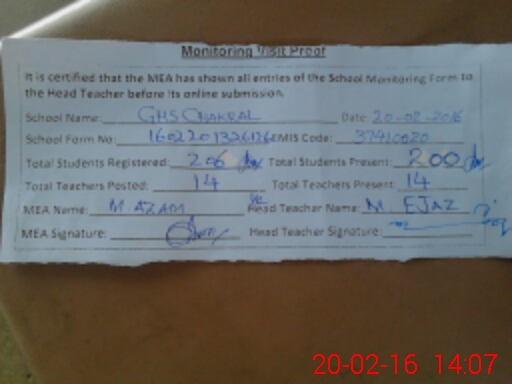 Monitoring Visit Proof
It is certified that the MEA has shown all entries of the School Monitoring Form to
the Head Teacher before its online submission.
School Name: GHS CHAKRAL Date: 20-02-2016
School Form No: EMIS Code: 37410020
Total Students Registered: 206 Total Students Present: 200
Total Teachers Posted: 14 Total Teachers Present: 14
MEA Name: M. AZAM Head Teacher Name: M. EJAZ
MEA Signature: Head Teacher Signature:
20-02-16 14:07